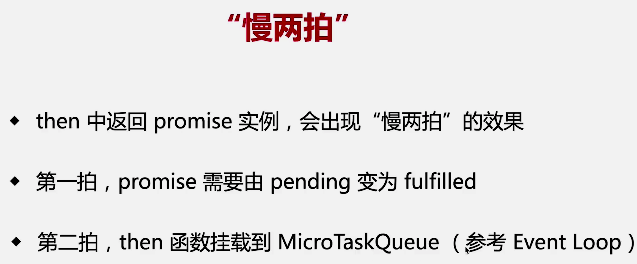 “慢两拍”
then 中返回 promise 实例，会出现“慢两拍”的效果
第一拍，promise 需要由 pending 变为 fulfilled
第二拍，then 函数挂载到 MicroTaskQueue （参考 Event Loop）